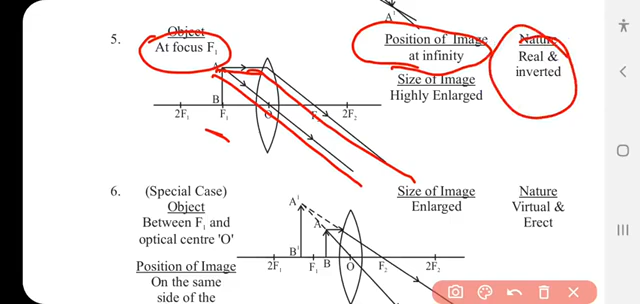 A'
5.
Object
At focus F₁
Position of Image
at infinity
Nature
Real &
inverted
Size of Image
Highly Enlarged
A
B
2F₁
F₁
O
F₂
2F₂
6.
(Special Case)
Object
Between F₁ and
optical centre 'O'
Position of Image
On the same
side of the
Size of Image
Enlarged
Nature
Virtual &
Erect
A'
A
B'
B
2F₁
F₁
O
F₂
2F₂